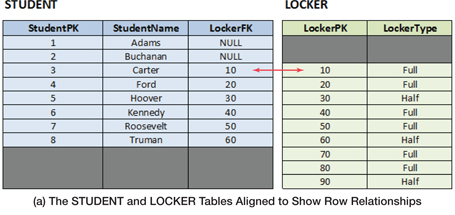 STUDENT LOCKER
StudentPK StudentName LockerFK LockerPK LockerType
1 Adams NULL
2 Buchanan NULL
3 Carter 10 10 Full
4 Ford 20 20 Full
5 Hoover 30 30 Half
6 Kennedy 40 40 Full
7 Roosevelt 50 50 Full
8 Truman 60 60 Half
70 Full
80 Full
90 Half
(a) The STUDENT and LOCKER Tables Aligned to Show Row Relationships